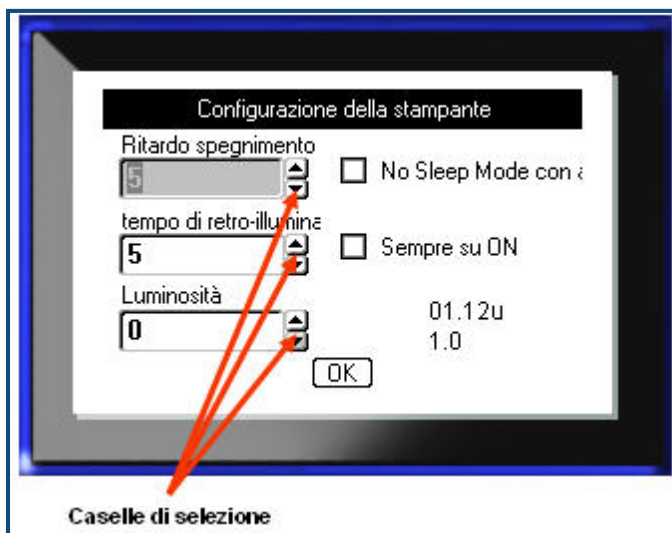 Configurazione della stampante
Ritardo spegnimento
5
No Sleep Mode con
tempo di retro-illumina
5
Sempre su ON
Luminosità
0
01.12u
1.0
OK
Caselle di selezione